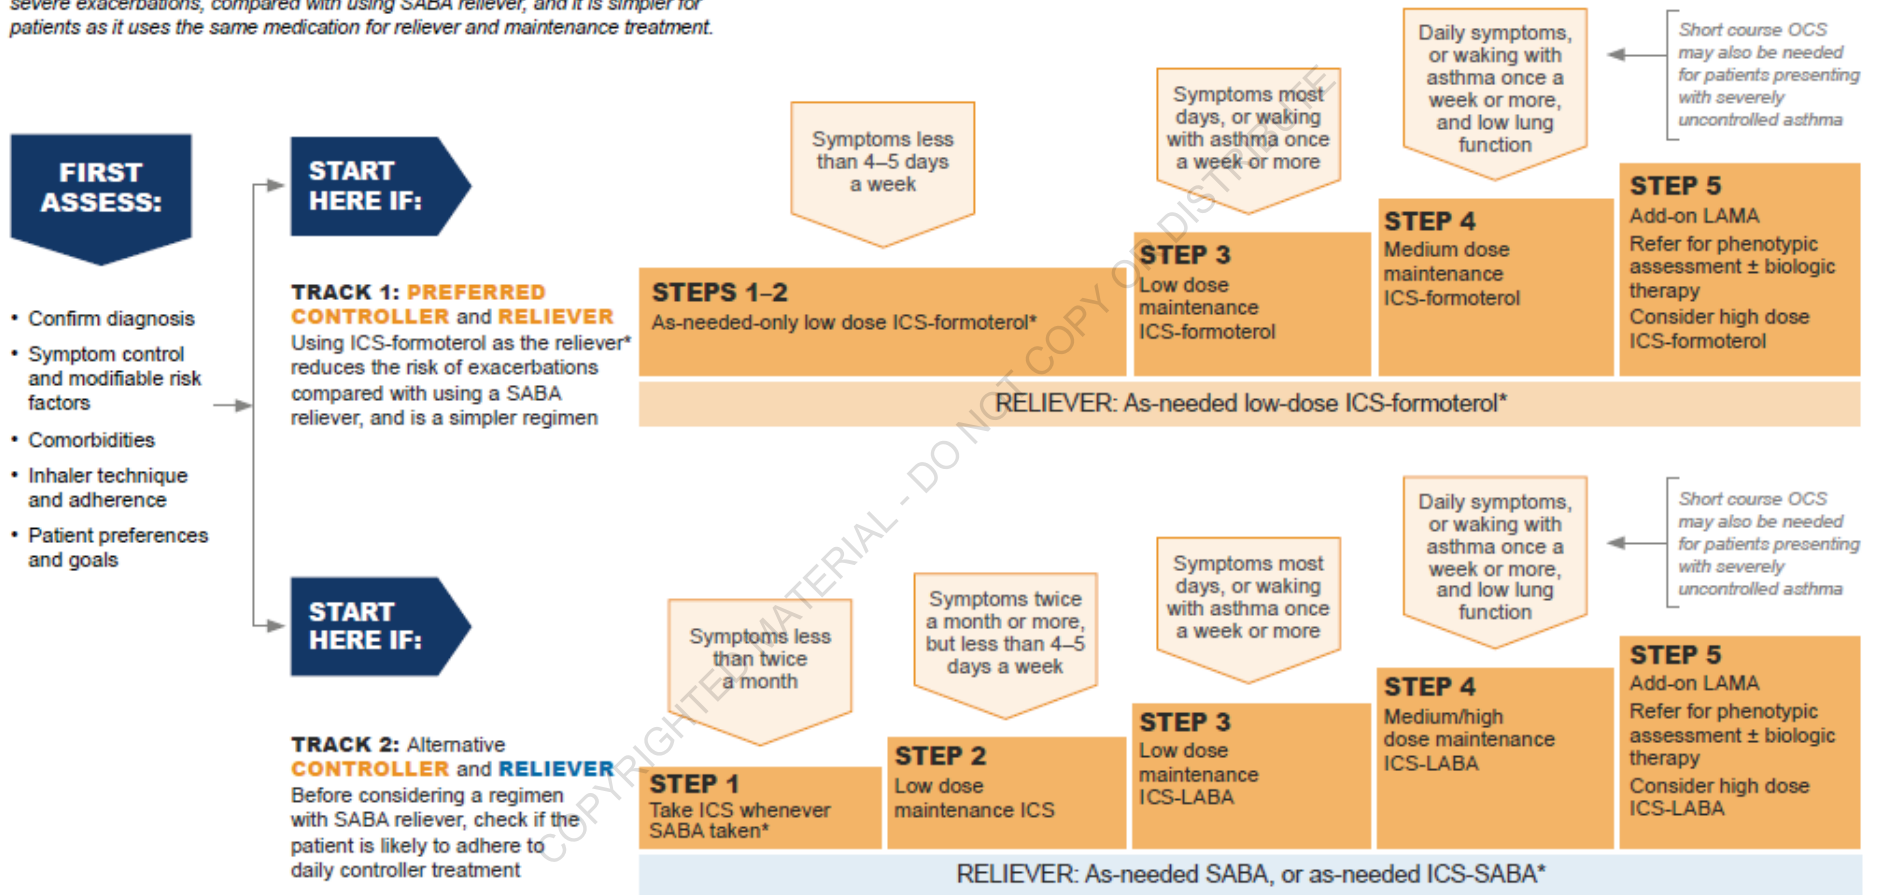 severe exacerbations, compared with using SABA reliever, and it is simpler for
patients as it uses the same medication for reliever and maintenance treatment.
FIRST
ASSESS:
• Confirm diagnosis
• Symptom control
and modifiable risk
factors
• Comorbidities
• Inhaler technique
and adherence
• Patient preferences
and goals
START
HERE IF:
Symptoms less
than 4–5 days
a week
Symptoms most
days, or waking
with asthma once
a week or more
Daily symptoms,
or waking with
asthma once a
week or more,
and low lung
function
Short course OCS
may also be needed
for patients presenting
with severely
uncontrolled asthma
TRACK 1: PREFERRED
CONTROLLER and RELIEVER
Using ICS-formoterol as the reliever*
reduces the risk of exacerbations
compared with using a SABA
reliever, and is a simpler regimen
STEPS 1–2
As-needed-only low dose ICS-formoterol*
STEP 3
Low dose
maintenance
ICS-formoterol
STEP 4
Medium dose
maintenance
ICS-formoterol
STEP 5
Add-on LAMA
Refer for phenotypic
assessment ± biologic
therapy
Consider high dose
ICS-formoterol
RELIEVER: As-needed low-dose ICS-formoterol*
START
HERE IF:
Symptoms less
than twice
a month
Symptoms twice
a month or more,
but less than 4–5
days a week
Symptoms most
days, or waking
with asthma once
a week or more
Daily symptoms,
or waking with
asthma once a
week or more,
and low lung
function
Short course OCS
may also be needed
for patients presenting
with severely
uncontrolled asthma
TRACK 2: Alternative
CONTROLLER and RELIEVER
Before considering a regimen
with SABA reliever, check if the
patient is likely to adhere to
daily controller treatment
STEP 1
Take ICS whenever
SABA taken*
STEP 2
Low dose
maintenance ICS
STEP 3
Low dose
maintenance
ICS-LABA
STEP 4
Medium/high
dose maintenance
ICS-LABA
STEP 5
Add-on LAMA
Refer for phenotypic
assessment ± biologic
therapy
Consider high dose
ICS-LABA
RELIEVER: As-needed SABA, or as-needed ICS-SABA*
COPYRIGHTED MATERIAL - DO NOT COPY OR DISTRIBUTE